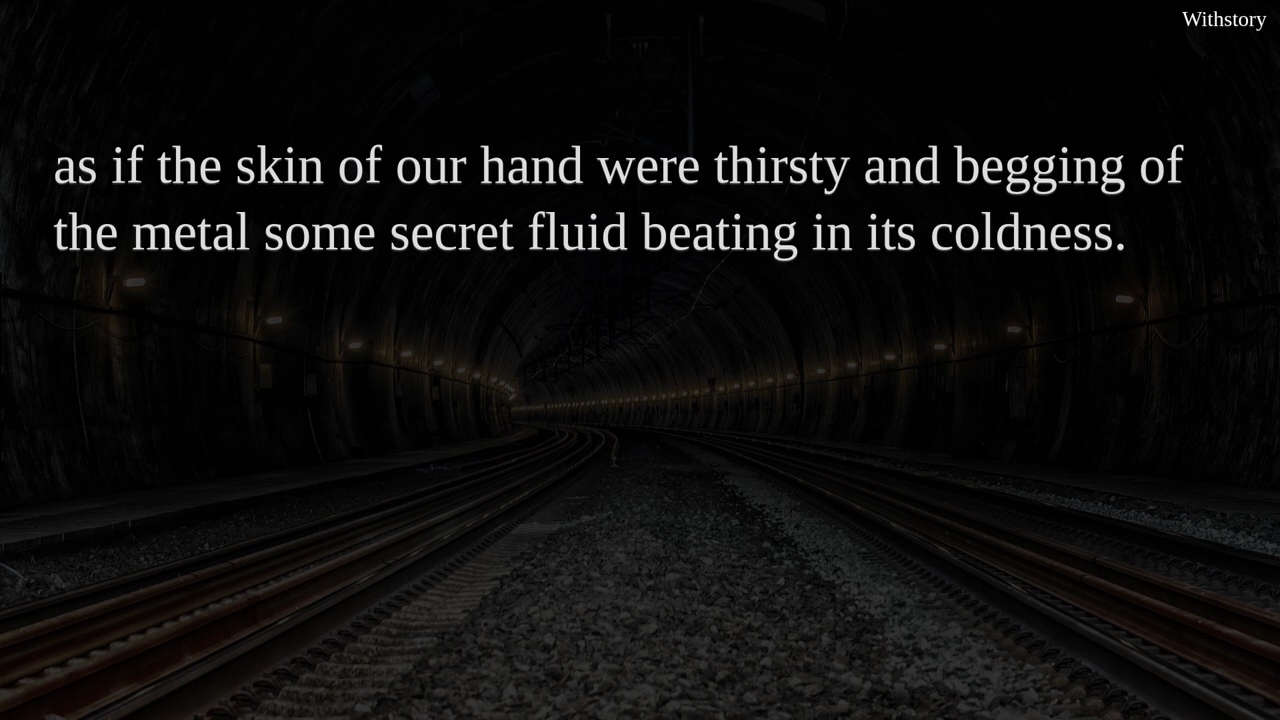 Withstory
as if the skin of our hand were thirsty and begging of
the metal some secret fluid beating in its coldness.